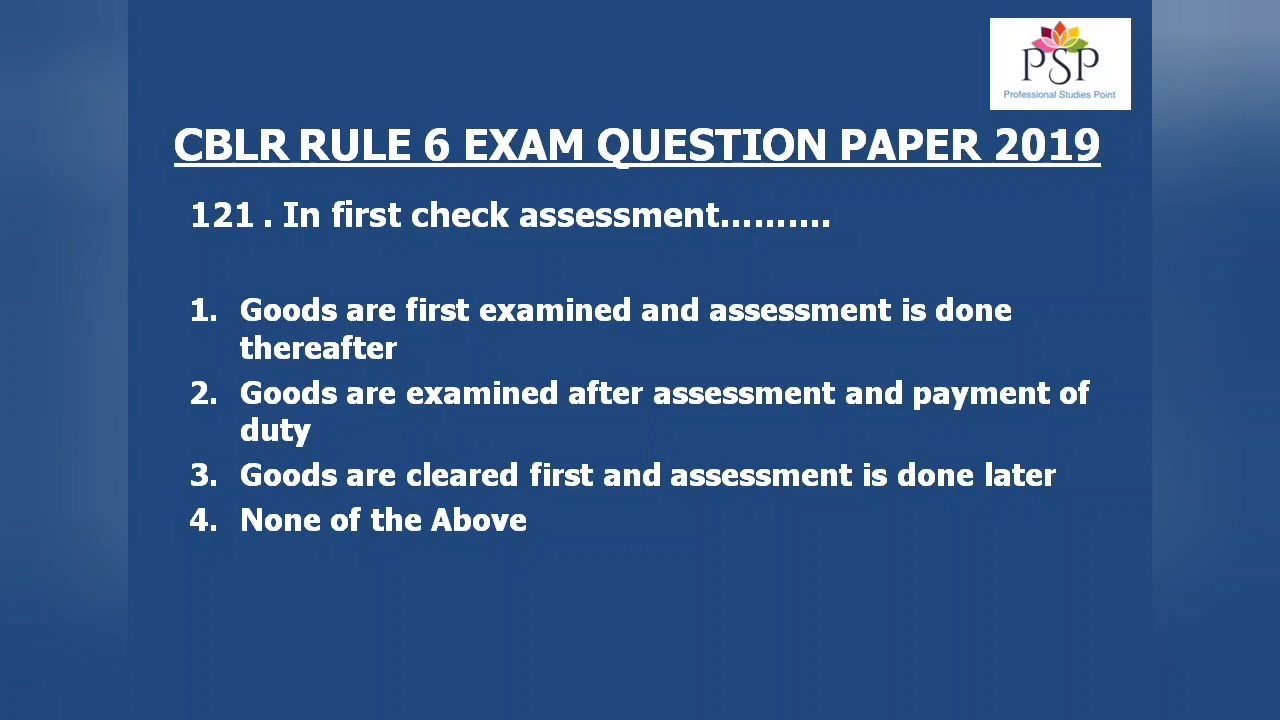 PSP
Professional Studies Point
CBLR RULE 6 EXAM QUESTION PAPER 2019
121 . In first check assessment..........
1. Goods are first examined and assessment is done
thereafter
2. Goods are examined after assessment and payment of
duty
3. Goods are cleared first and assessment is done later
4. None of the Above